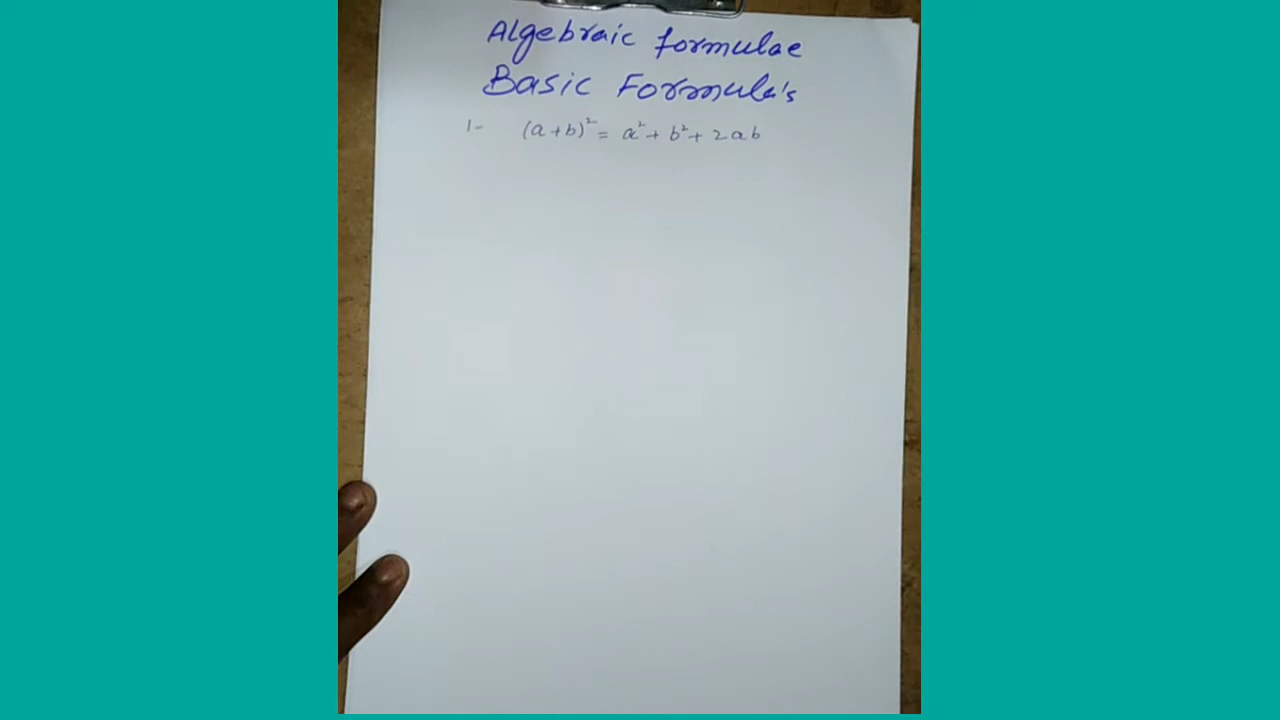 Algebraic formulae
Basic Formula's
1- (a+b)² = a² + b² + 2ab